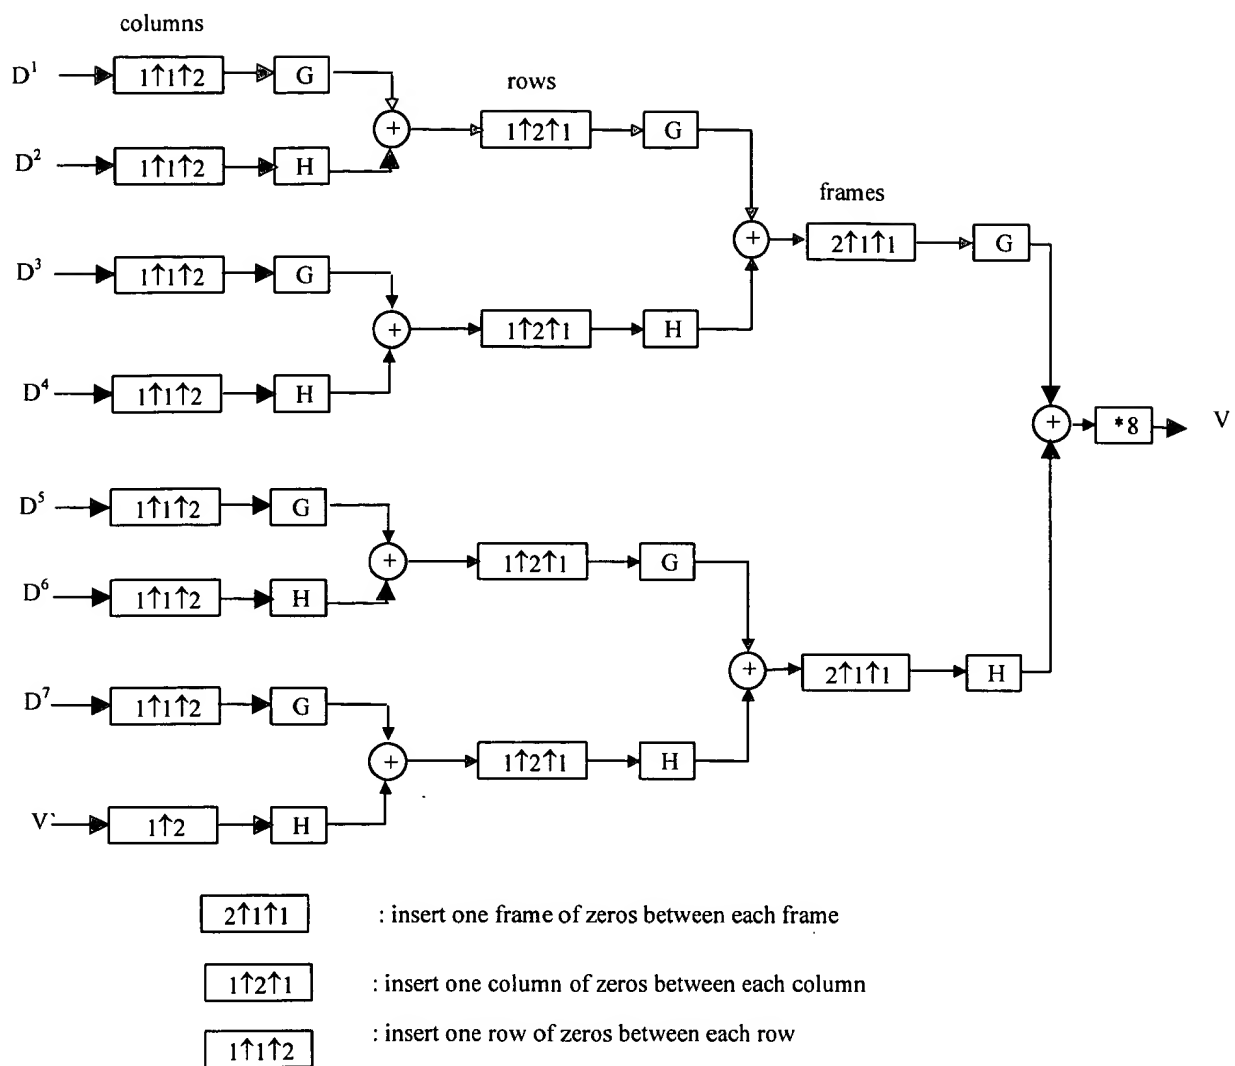 columns
D¹ 1↑1↑2 G
rows
+ 1↑2↑1 G
D² 1↑1↑2 H
frames
+ 2↑1↑1 G
D³ 1↑1↑2 G
+ 1↑2↑1 H
D⁴ 1↑1↑2 H
+ *8 V
D⁵ 1↑1↑2 G
+ 1↑2↑1 G
D⁶ 1↑1↑2 H
+ 2↑1↑1 H
D⁷ 1↑1↑2 G
+ 1↑2↑1 H
V` 1↑2 H
2↑1↑1 : insert one frame of zeros between each frame
1↑2↑1 : insert one column of zeros between each column
1↑1↑2 : insert one row of zeros between each row